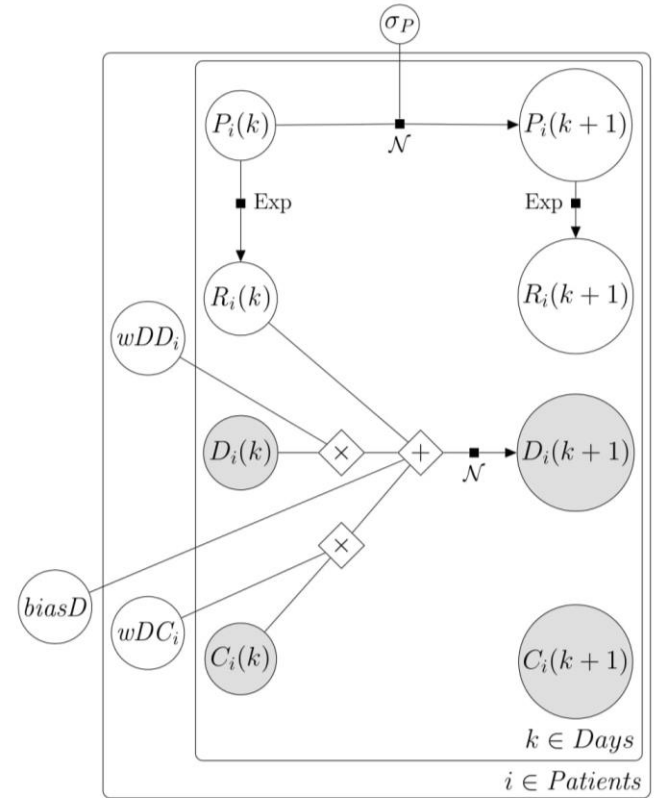 σ_P
P_i(k)
P_i(k + 1)
𝒩
Exp
Exp
R_i(k)
R_i(k + 1)
wDD_i
D_i(k)
×
+
𝒩
D_i(k + 1)
×
biasD
wDC_i
C_i(k)
C_i(k + 1)
k ∈ Days
i ∈ Patients